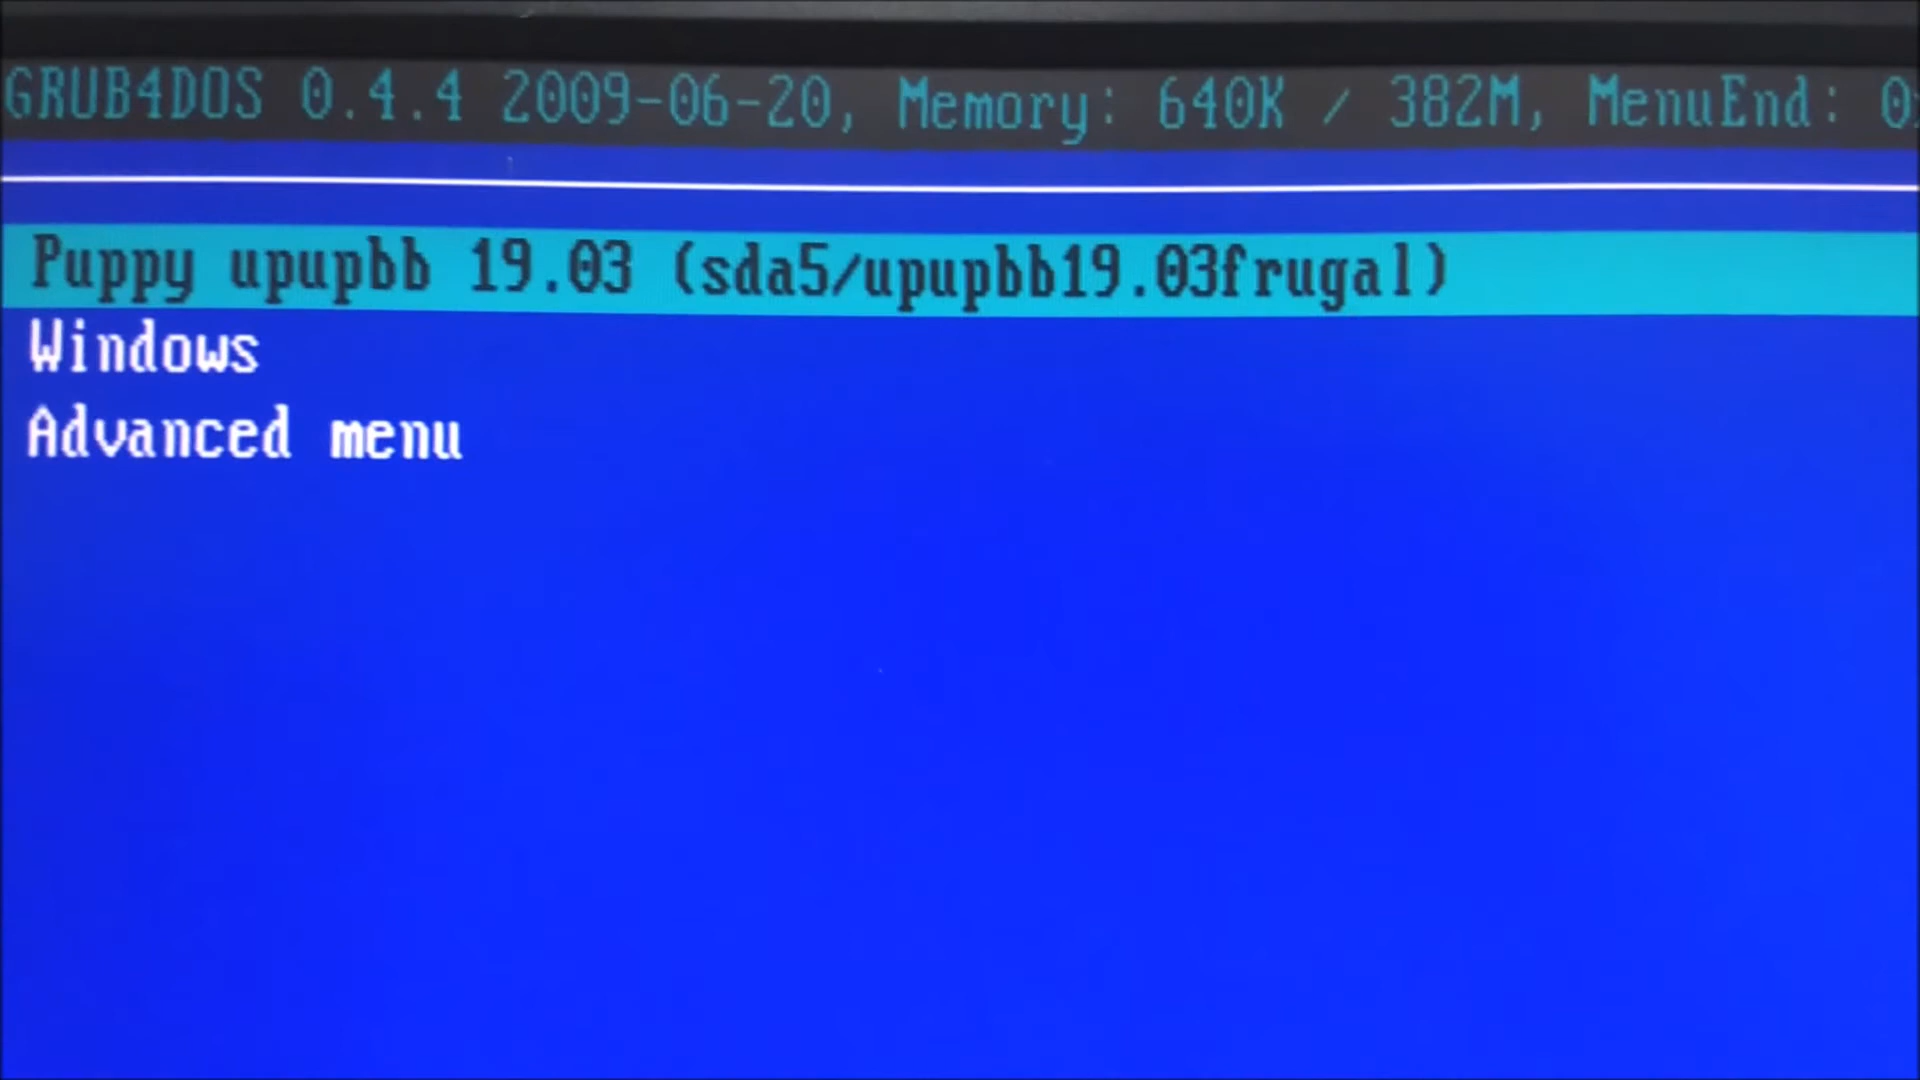 GRUB4DOS 0.4.4 2009-06-20, Memory: 640K / 382M, MenuEnd:
Puppy upupbb 19.03 (sda5/upupbb19.03frugal)
Windows
Advanced menu